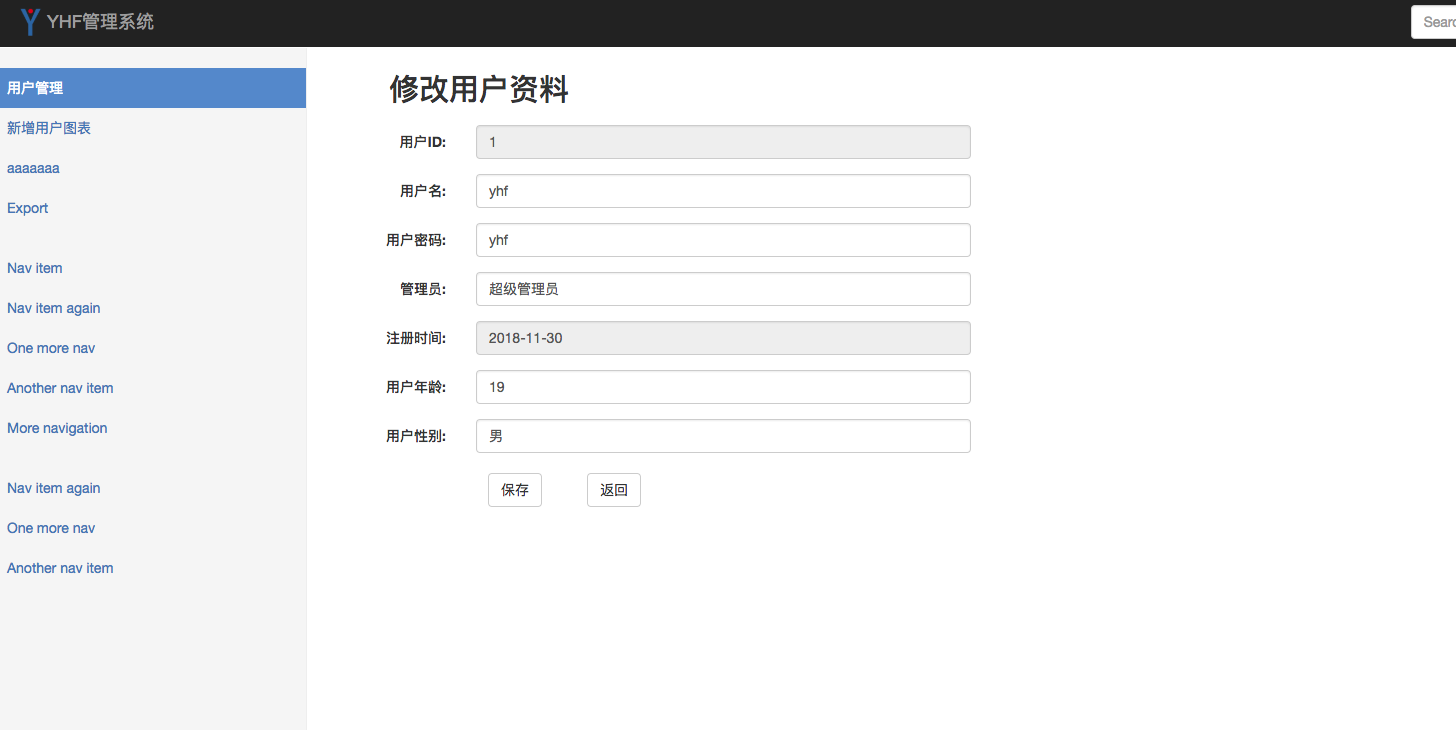 YHF管理系统
Searc
用户管理
新增用户图表
aaaaaaa
Export
Nav item
Nav item again
One more nav
Another nav item
More navigation
Nav item again
One more nav
Another nav item
修改用户资料
用户ID: 1
用户名: yhf
用户密码: yhf
管理员: 超级管理员
注册时间: 2018-11-30
用户年龄: 19
用户性别: 男
保存 返回